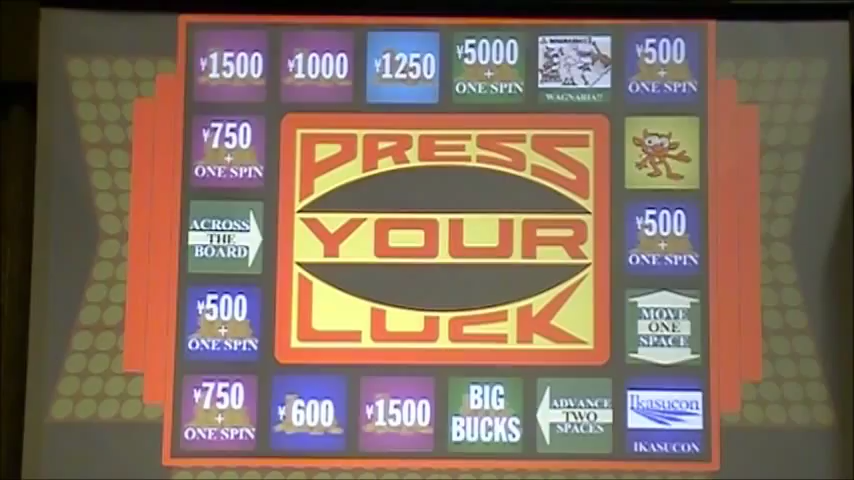 ¥1500
¥1000
¥1250
¥5000
+
ONE SPIN
WAGNARIA!!
¥500
+
ONE SPIN
¥750
+
ONE SPIN
PRESS
YOUR
LUCK
ACROSS
THE
BOARD
¥500
+
ONE SPIN
¥500
+
ONE SPIN
MOVE
ONE
SPACE
¥750
+
ONE SPIN
¥600
¥1500
BIG
BUCKS
ADVANCE
TWO
SPACES
Ikasucon
IKASUCON